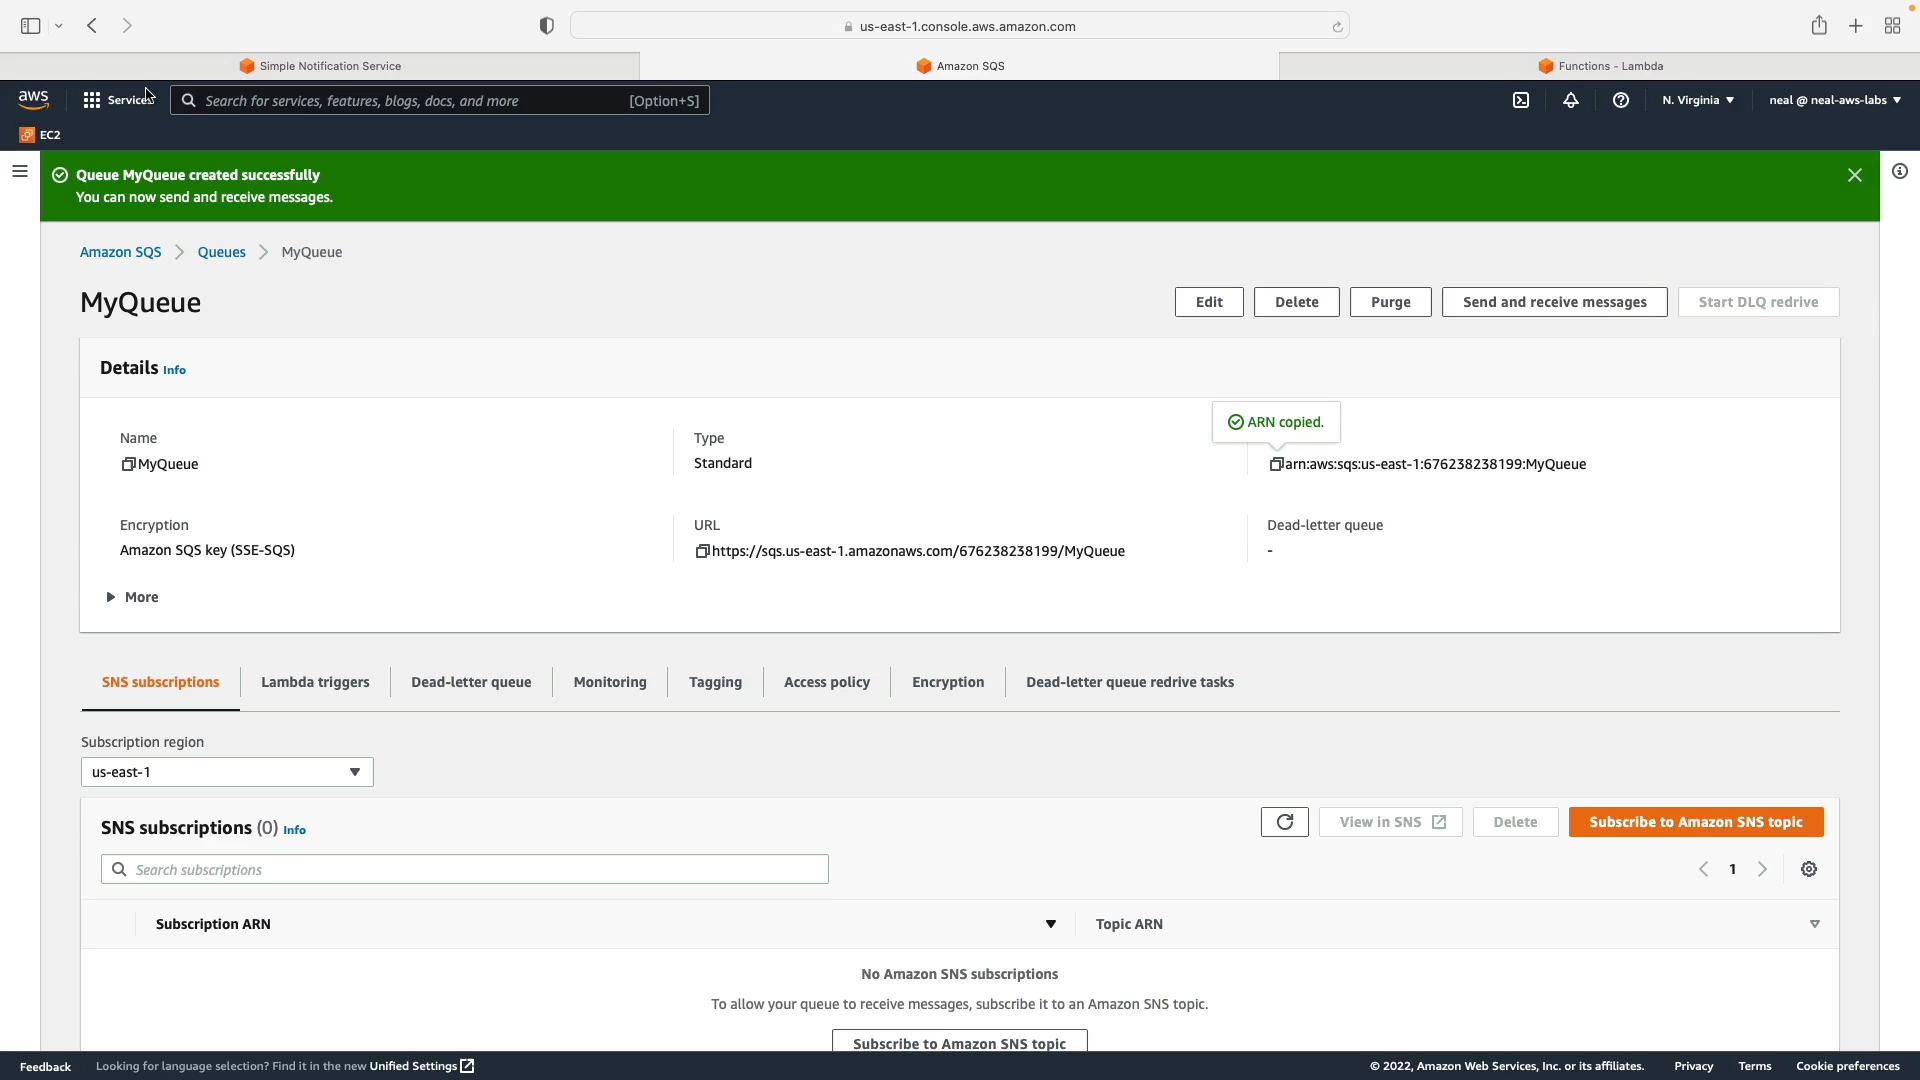 us-east-1.console.aws.amazon.com
Simple Notification Service
Amazon SQS
Functions - Lambda
aws
Services
Search for services, features, blogs, docs, and more
[Option+S]
N. Virginia
neal @ neal-aws-labs
EC2
Queue MyQueue created successfully
You can now send and receive messages.
Amazon SQS
Queues
MyQueue
MyQueue
Edit
Delete
Purge
Send and receive messages
Start DLQ redrive
Details Info
ARN copied.
Name
Type
MyQueue
Standard
arn:aws:sqs:us-east-1:676238238199:MyQueue
Encryption
URL
Dead-letter queue
Amazon SQS key (SSE-SQS)
https://sqs.us-east-1.amazonaws.com/676238238199/MyQueue
-
More
SNS subscriptions
Lambda triggers
Dead-letter queue
Monitoring
Tagging
Access policy
Encryption
Dead-letter queue redrive tasks
Subscription region
us-east-1
SNS subscriptions (0) Info
View in SNS
Delete
Subscribe to Amazon SNS topic
Search subscriptions
1
Subscription ARN
Topic ARN
No Amazon SNS subscriptions
To allow your queue to receive messages, subscribe it to an Amazon SNS topic.
Subscribe to Amazon SNS topic
Feedback
Looking for language selection? Find it in the new Unified Settings
© 2022, Amazon Web Services, Inc. or its affiliates.
Privacy
Terms
Cookie preferences